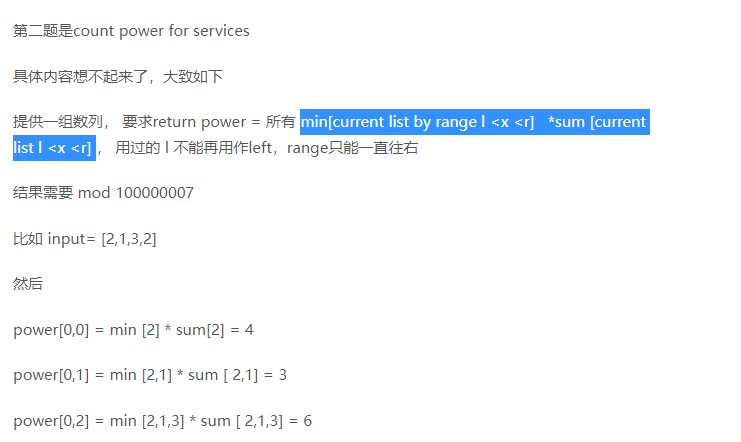 第二题是count power for services
具体内容想不起来了，大致如下
提供一组数列， 要求return power = 所有 min[current list by range l <x <r] *sum [current
list l <x <r] ， 用过的 l 不能再用作left，range只能一直往右
结果需要 mod 100000007
比如 input= [2,1,3,2]
然后
power[0,0] = min [2] * sum[2] = 4
power[0,1] = min [2,1] * sum [ 2,1] = 3
power[0,2] = min [2,1,3] * sum [ 2,1,3] = 6